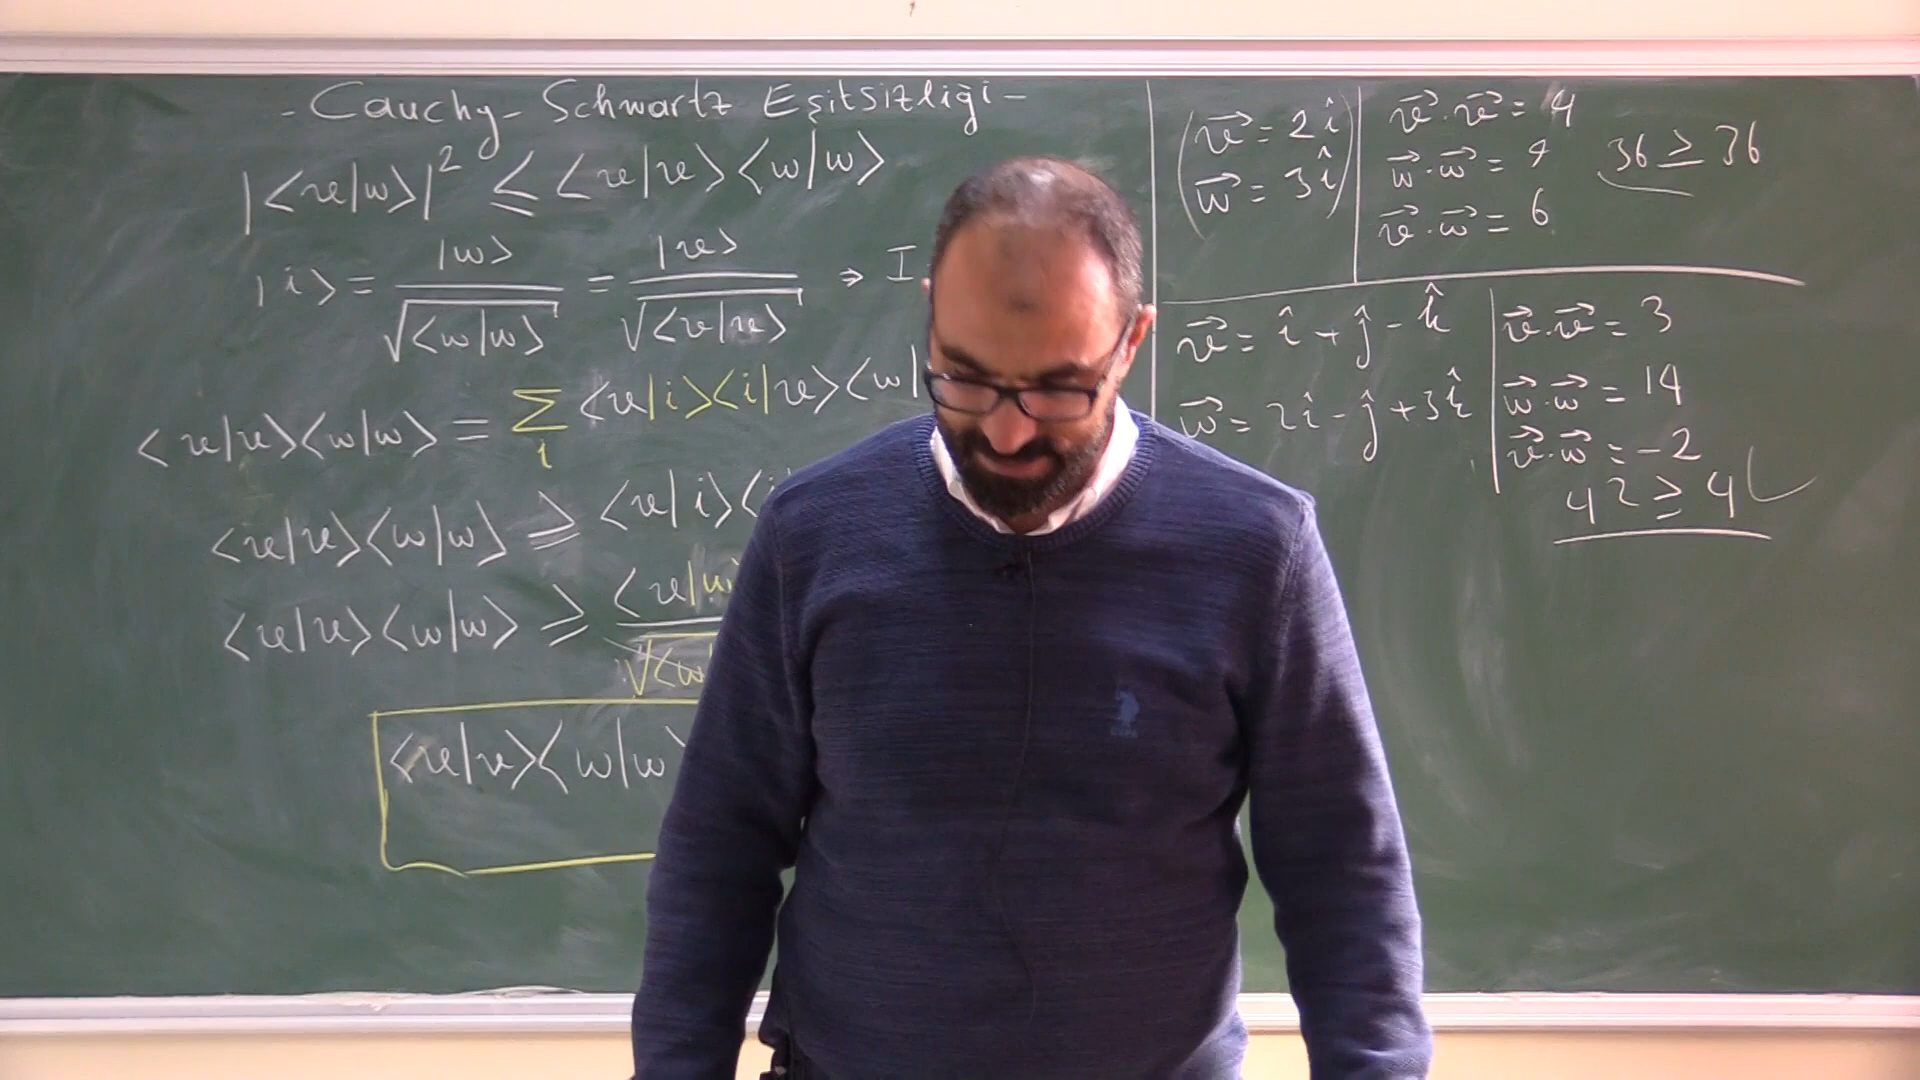 - Cauchy - Schwartz Eşitsizliği -
|<v|w>|² ≤ <v|v><w|w>
|i> = |w> / √<w|w> = |v> / √<v|v> ⇒ I
<v|v><w|w> = Σ_i <v|i><i|v><w|
<v|v><w|w> ≥ <v|i><i
<v|v><w|w> ≥ <v|w / √<w|
<v|v><w|w>
v⃗ = 2î
w⃗ = 3î
v⃗.v⃗ = 4
w⃗.w⃗ = 9
v⃗.w⃗ = 6
36 ≥ 36
v⃗ = î + ĵ - k̂
w⃗ = 2î - ĵ + 3k̂
v⃗.v⃗ = 3
w⃗.w⃗ = 14
v⃗.w⃗ = -2
42 ≥ 4